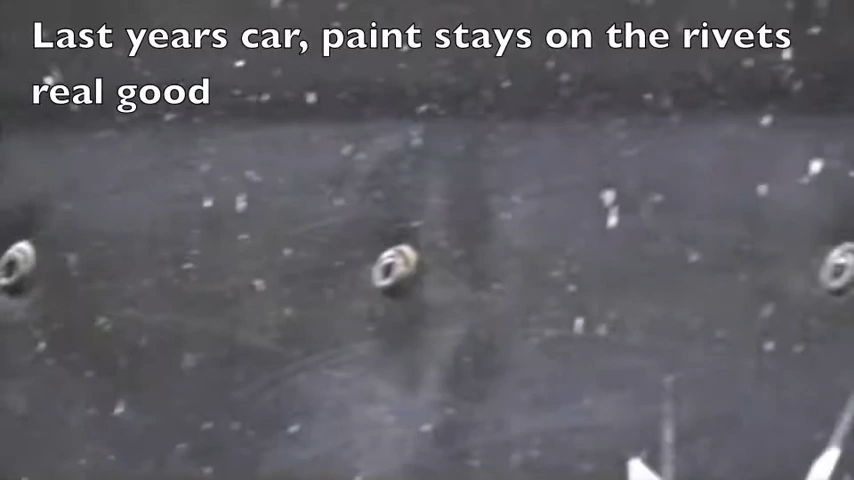 Last years car, paint stays on the rivets
real good